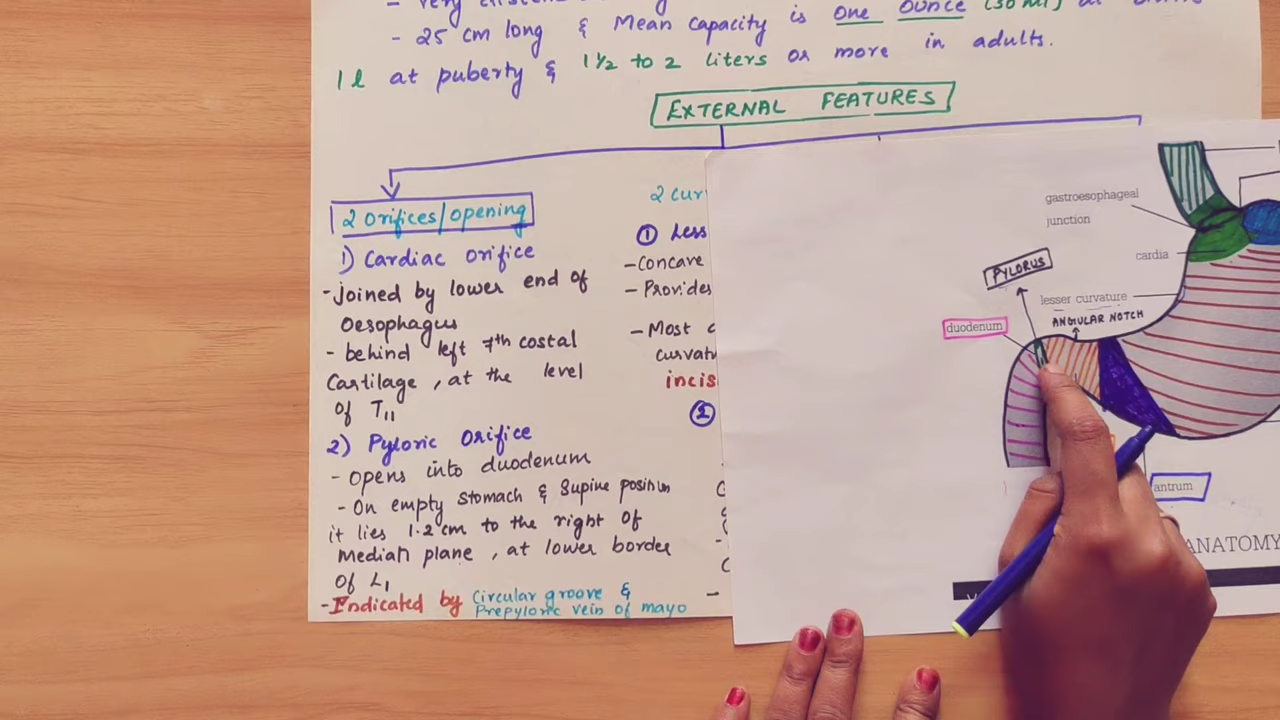 - very
- 25 cm long & Mean capacity is one ounce (30 ml) at
1 l at puberty & 1½ to 2 liters or more in adults.
EXTERNAL FEATURES
2 Orifices/opening
1) Cardiac orifice
- Joined by lower end of
Oesophagus
- behind left 7th costal
Cartilage, at the level
of T11
2) Pyloric Orifice
- Opens into duodenum
- On empty stomach & Supine position
it lies 1.2 cm to the right of
Median plane, at lower border
Of L1
- Indicated by Circular groove &
Prepyloric vein of mayo
2 cur
① Less
- Concave
- Provides
- Most
curvat
incis
②
gastroesophageal
junction
cardia
PYLORUS
lesser curvature
ANGULAR NOTCH
duodenum
antrum
ANATOMY